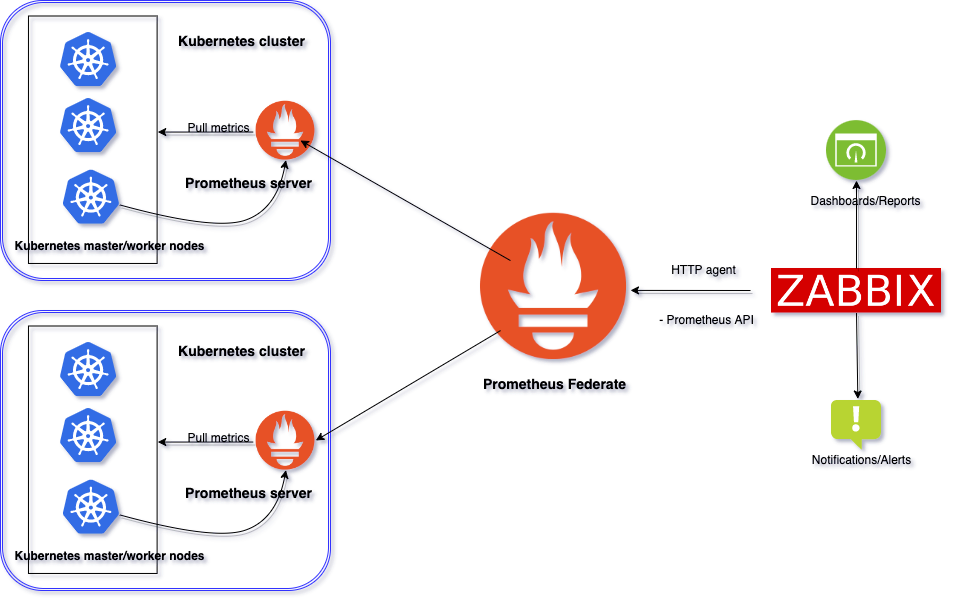 Kubernetes cluster
Pull metrics
Prometheus server
Kubernetes master/worker nodes
Kubernetes cluster
Pull metrics
Prometheus server
Kubernetes master/worker nodes
Prometheus Federate
HTTP agent
- Prometheus API
Dashboards/Reports
ZABBIX
Notifications/Alerts